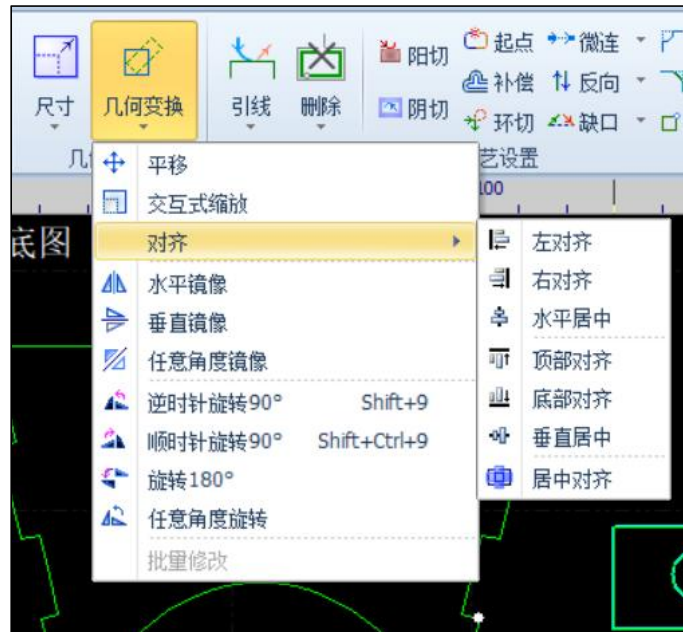 阳切
起点
微连
补偿
反向
尺寸
几何变换
引线
删除
阴切
环切
缺口
几
艺设置
100
平移
交互式缩放
底图
对齐
左对齐
水平镜像
右对齐
垂直镜像
水平居中
任意角度镜像
顶部对齐
逆时针旋转90° Shift+9
底部对齐
顺时针旋转90° Shift+Ctrl+9
垂直居中
旋转180°
居中对齐
任意角度旋转
批量修改